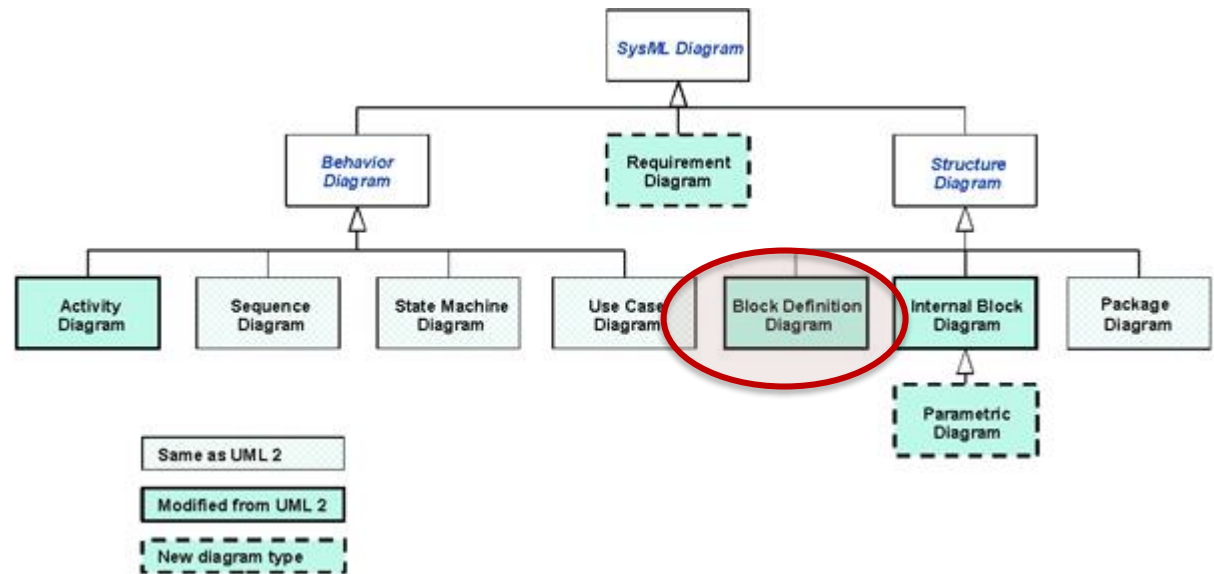 SysML Diagram
Behavior
Diagram
Requirement
Diagram
Structure
Diagram
Activity
Diagram
Sequence
Diagram
State Machine
Diagram
Use Case
Diagram
Block Definition
Diagram
Internal Block
Diagram
Package
Diagram
Parametric
Diagram
Same as UML 2
Modified from UML 2
New diagram type